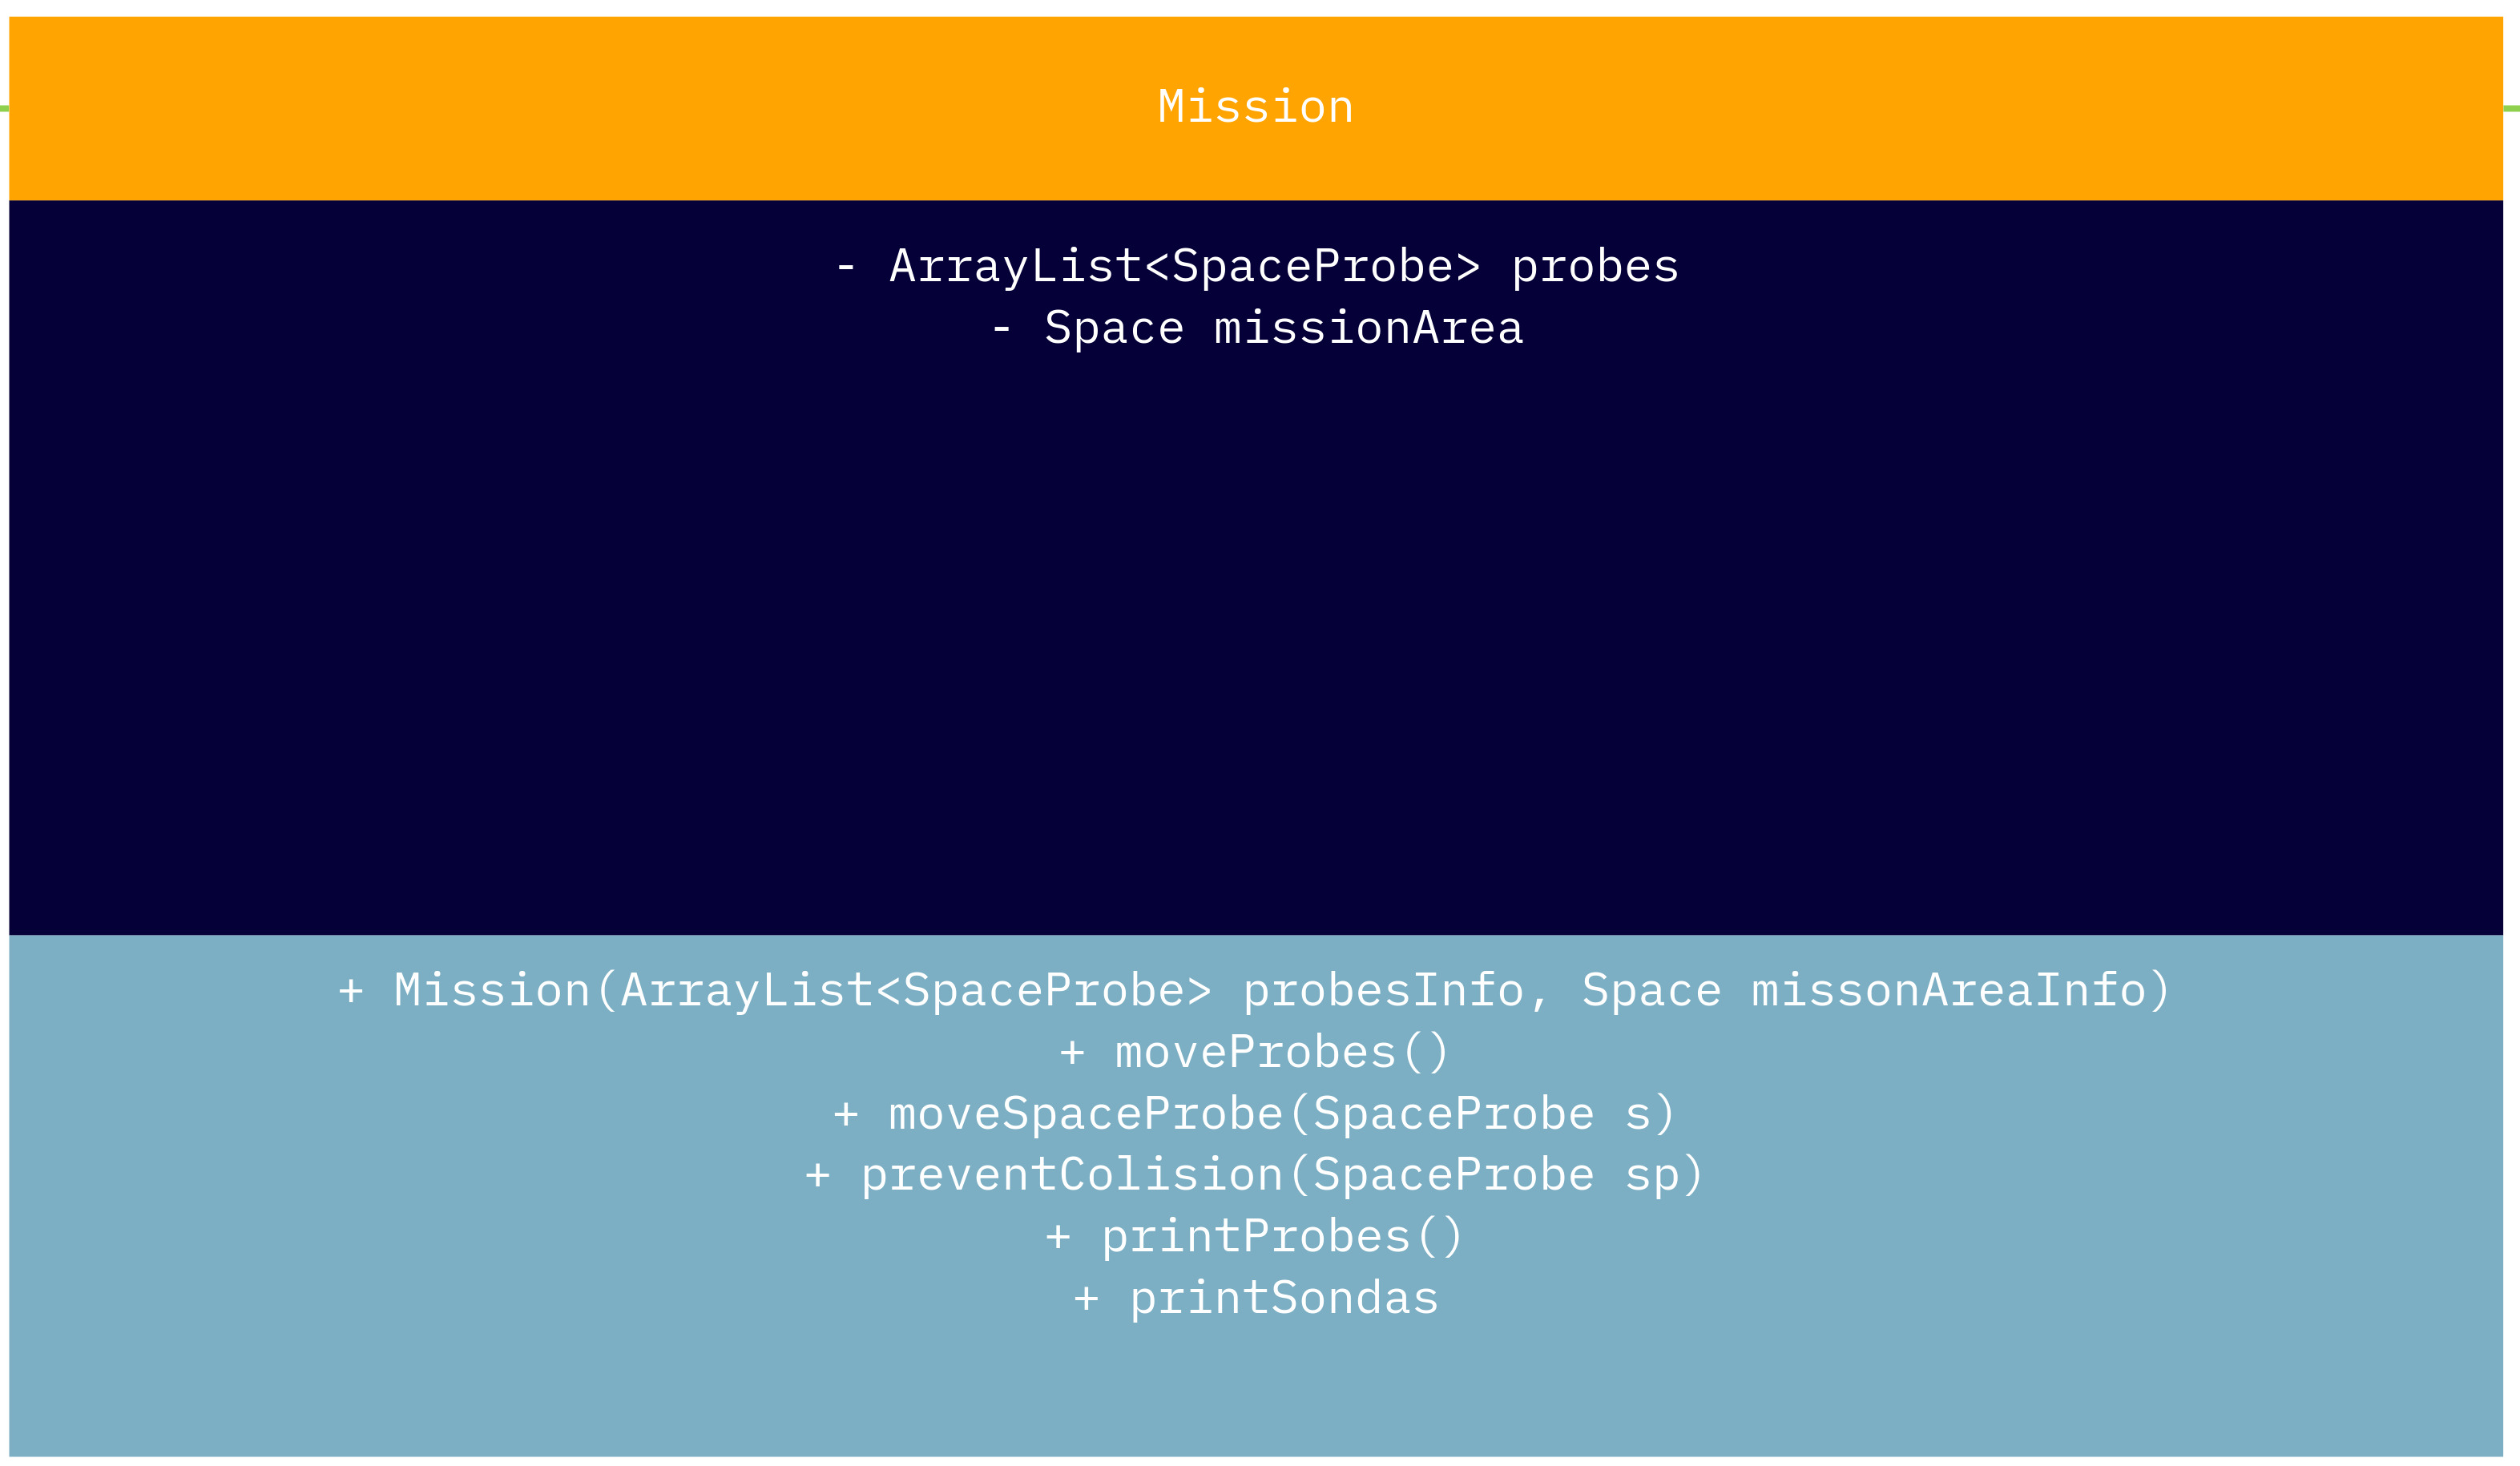 Mission
- ArrayList<SpaceProbe> probes
- Space missionArea
+ Mission(ArrayList<SpaceProbe> probesInfo, Space missonAreaInfo)
+ moveProbes()
+ moveSpaceProbe(SpaceProbe s)
+ preventColision(SpaceProbe sp)
+ printProbes()
+ printSondas